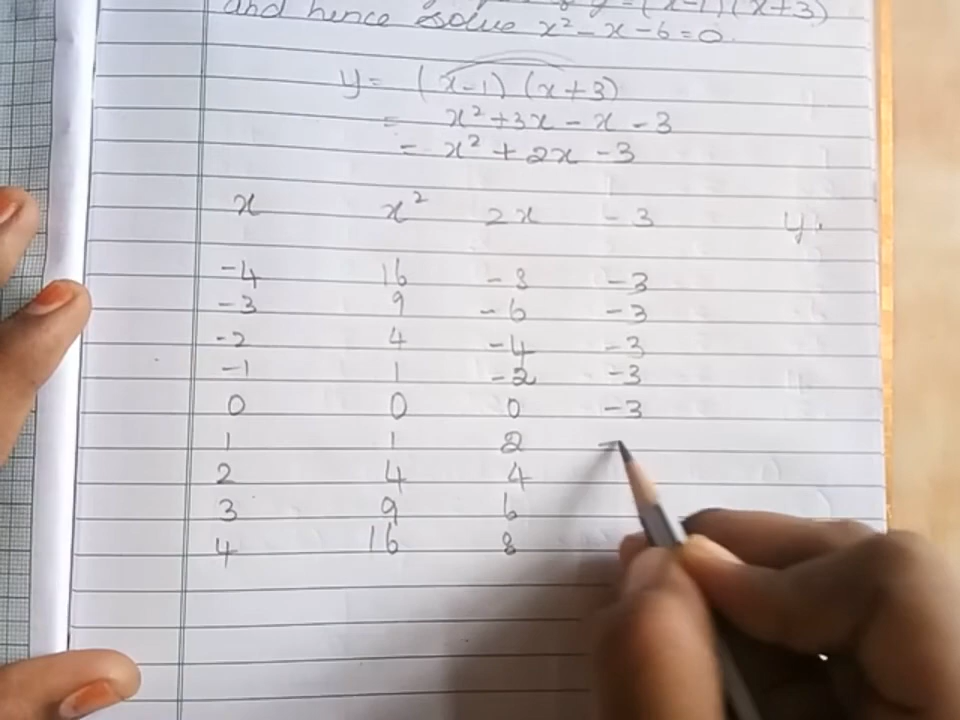 y=(x-1)(x+3)
and hence solve x² - x - 6 = 0.
y = (x-1) (x+3)
= x² + 3x - x - 3
= x² + 2x - 3
x x² 2x - 3 y
-4 16 -8 -3
-3 9 -6 -3
-2 4 -4 -3
-1 1 -2 -3
0 0 0 -3
1 1 2 -
2 4 4
3 9 6
4 16 8